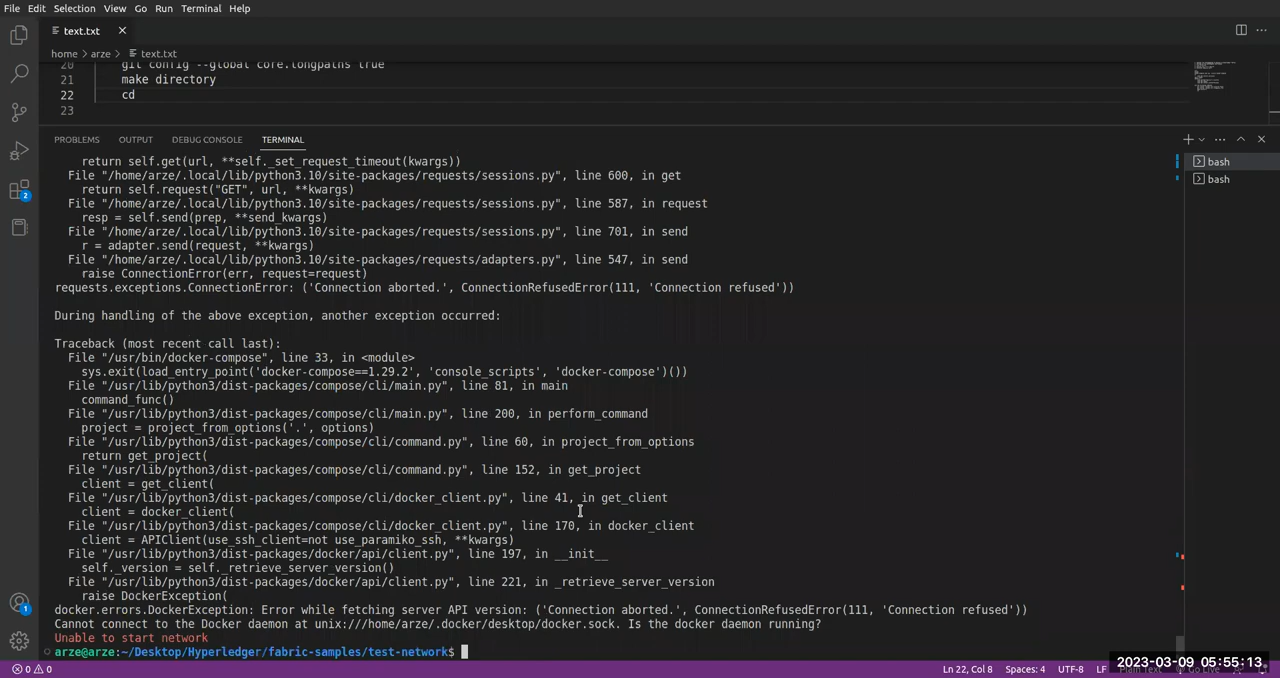 File Edit Selection View Go Run Terminal Help
text.txt
home > arze > text.txt
20 git config --global core.longpaths true
21 make directory
22 cd
23
PROBLEMS OUTPUT DEBUG CONSOLE TERMINAL
bash
bash
return self.get(url, **self._set_request_timeout(kwargs))
File "/home/arze/.local/lib/python3.10/site-packages/requests/sessions.py", line 600, in get
return self.request("GET", url, **kwargs)
File "/home/arze/.local/lib/python3.10/site-packages/requests/sessions.py", line 587, in request
resp = self.send(prep, **send_kwargs)
File "/home/arze/.local/lib/python3.10/site-packages/requests/sessions.py", line 701, in send
r = adapter.send(request, **kwargs)
File "/home/arze/.local/lib/python3.10/site-packages/requests/adapters.py", line 547, in send
raise ConnectionError(err, request=request)
requests.exceptions.ConnectionError: ('Connection aborted.', ConnectionRefusedError(111, 'Connection refused'))
During handling of the above exception, another exception occurred:
Traceback (most recent call last):
File "/usr/bin/docker-compose", line 33, in <module>
sys.exit(load_entry_point('docker-compose==1.29.2', 'console_scripts', 'docker-compose')())
File "/usr/lib/python3/dist-packages/compose/cli/main.py", line 81, in main
command_func()
File "/usr/lib/python3/dist-packages/compose/cli/main.py", line 200, in perform_command
project = project_from_options('.', options)
File "/usr/lib/python3/dist-packages/compose/cli/command.py", line 60, in project_from_options
return get_project(
File "/usr/lib/python3/dist-packages/compose/cli/command.py", line 152, in get_project
client = get_client(
File "/usr/lib/python3/dist-packages/compose/cli/docker_client.py", line 41, in get_client
client = docker_client(
File "/usr/lib/python3/dist-packages/compose/cli/docker_client.py", line 170, in docker_client
client = APIClient(use_ssh_client=not use_paramiko_ssh, **kwargs)
File "/usr/lib/python3/dist-packages/docker/api/client.py", line 197, in __init__
self._version = self._retrieve_server_version()
File "/usr/lib/python3/dist-packages/docker/api/client.py", line 221, in _retrieve_server_version
raise DockerException(
docker.errors.DockerException: Error while fetching server API version: ('Connection aborted.', ConnectionRefusedError(111, 'Connection refused'))
Cannot connect to the Docker daemon at unix:///home/arze/.docker/desktop/docker.sock. Is the docker daemon running?
Unable to start network
arze@arze:~/Desktop/Hyperledger/fabric-samples/test-network$
2
1
0 0 Ln 22, Col 8 Spaces: 4 UTF-8 LF
2023-03-09 05:55:13